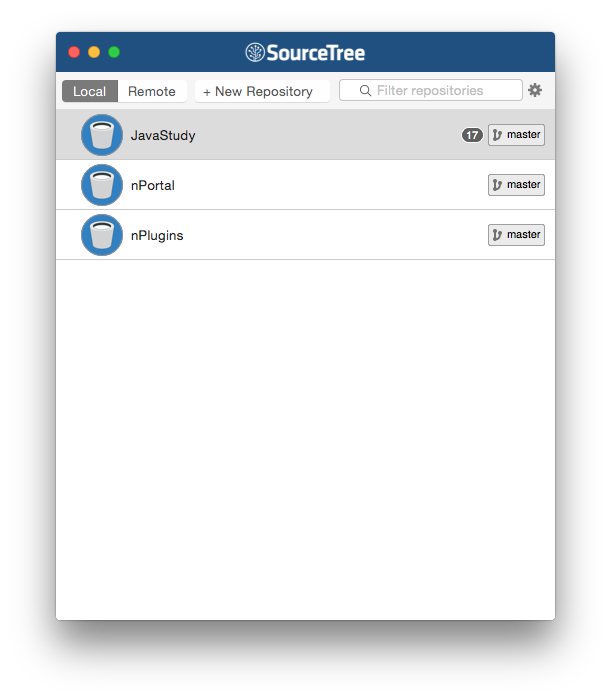 SourceTree
Local Remote + New Repository Filter repositories
JavaStudy 17 master
nPortal master
nPlugins master